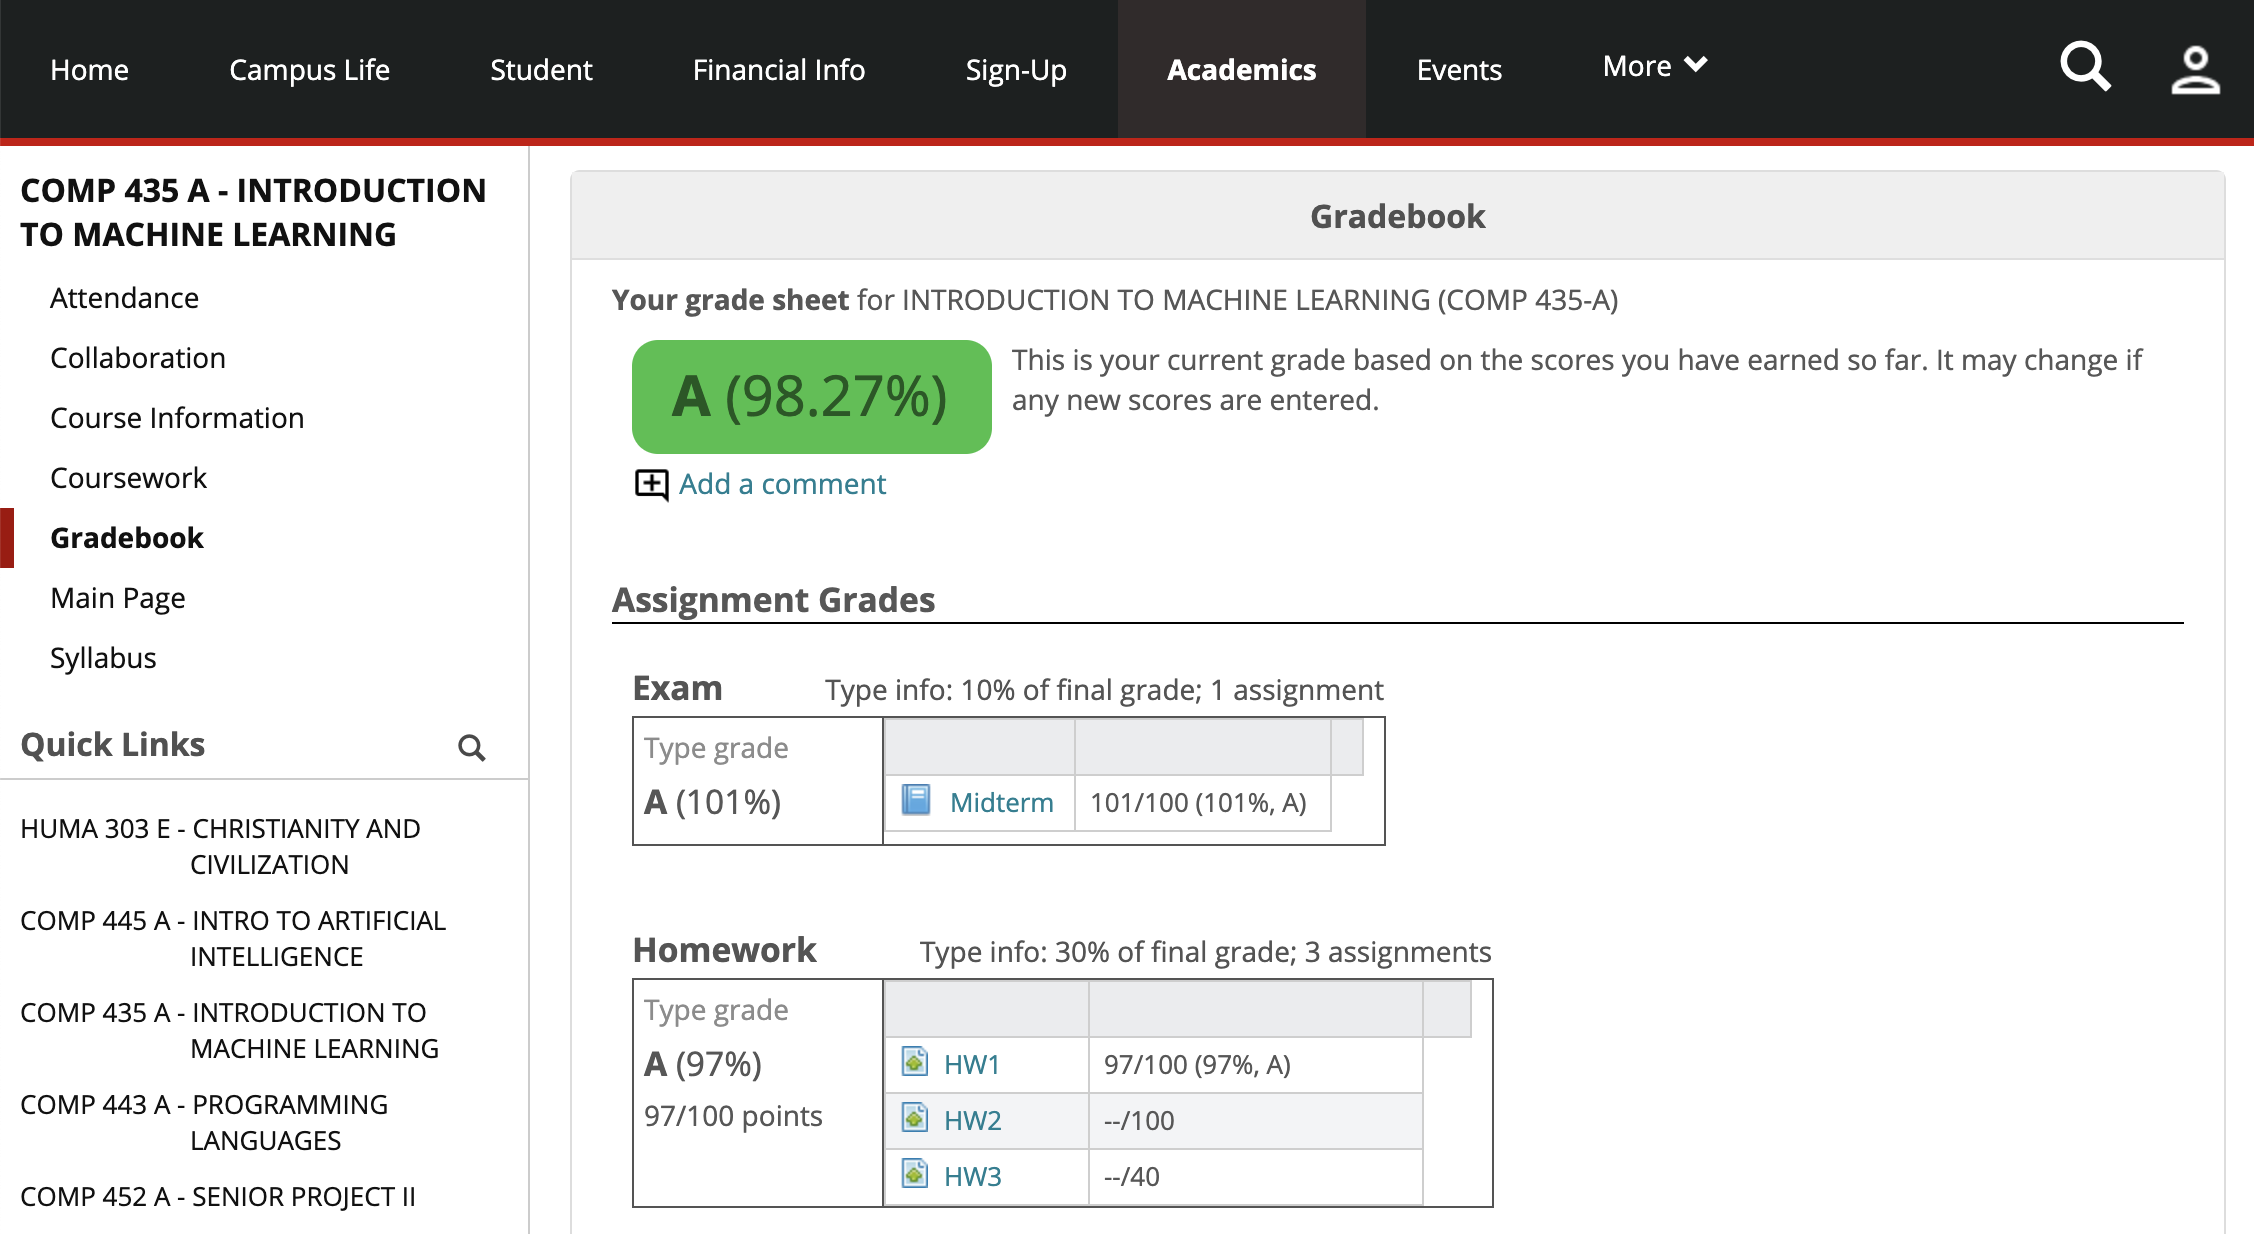 Home Campus Life Student Financial Info Sign-Up Academics Events More
COMP 435 A - INTRODUCTION
TO MACHINE LEARNING
Attendance
Collaboration
Course Information
Coursework
Gradebook
Main Page
Syllabus
Quick Links
HUMA 303 E - CHRISTIANITY AND
CIVILIZATION
COMP 445 A - INTRO TO ARTIFICIAL
INTELLIGENCE
COMP 435 A - INTRODUCTION TO
MACHINE LEARNING
COMP 443 A - PROGRAMMING
LANGUAGES
COMP 452 A - SENIOR PROJECT II
Gradebook
Your grade sheet for INTRODUCTION TO MACHINE LEARNING (COMP 435-A)
A (98.27%)
This is your current grade based on the scores you have earned so far. It may change if
any new scores are entered.
Add a comment
Assignment Grades
Exam Type info: 10% of final grade; 1 assignment
Type grade
A (101%)
Midterm 101/100 (101%, A)
Homework Type info: 30% of final grade; 3 assignments
Type grade
A (97%)
97/100 points
HW1 97/100 (97%, A)
HW2 --/100
HW3 --/40